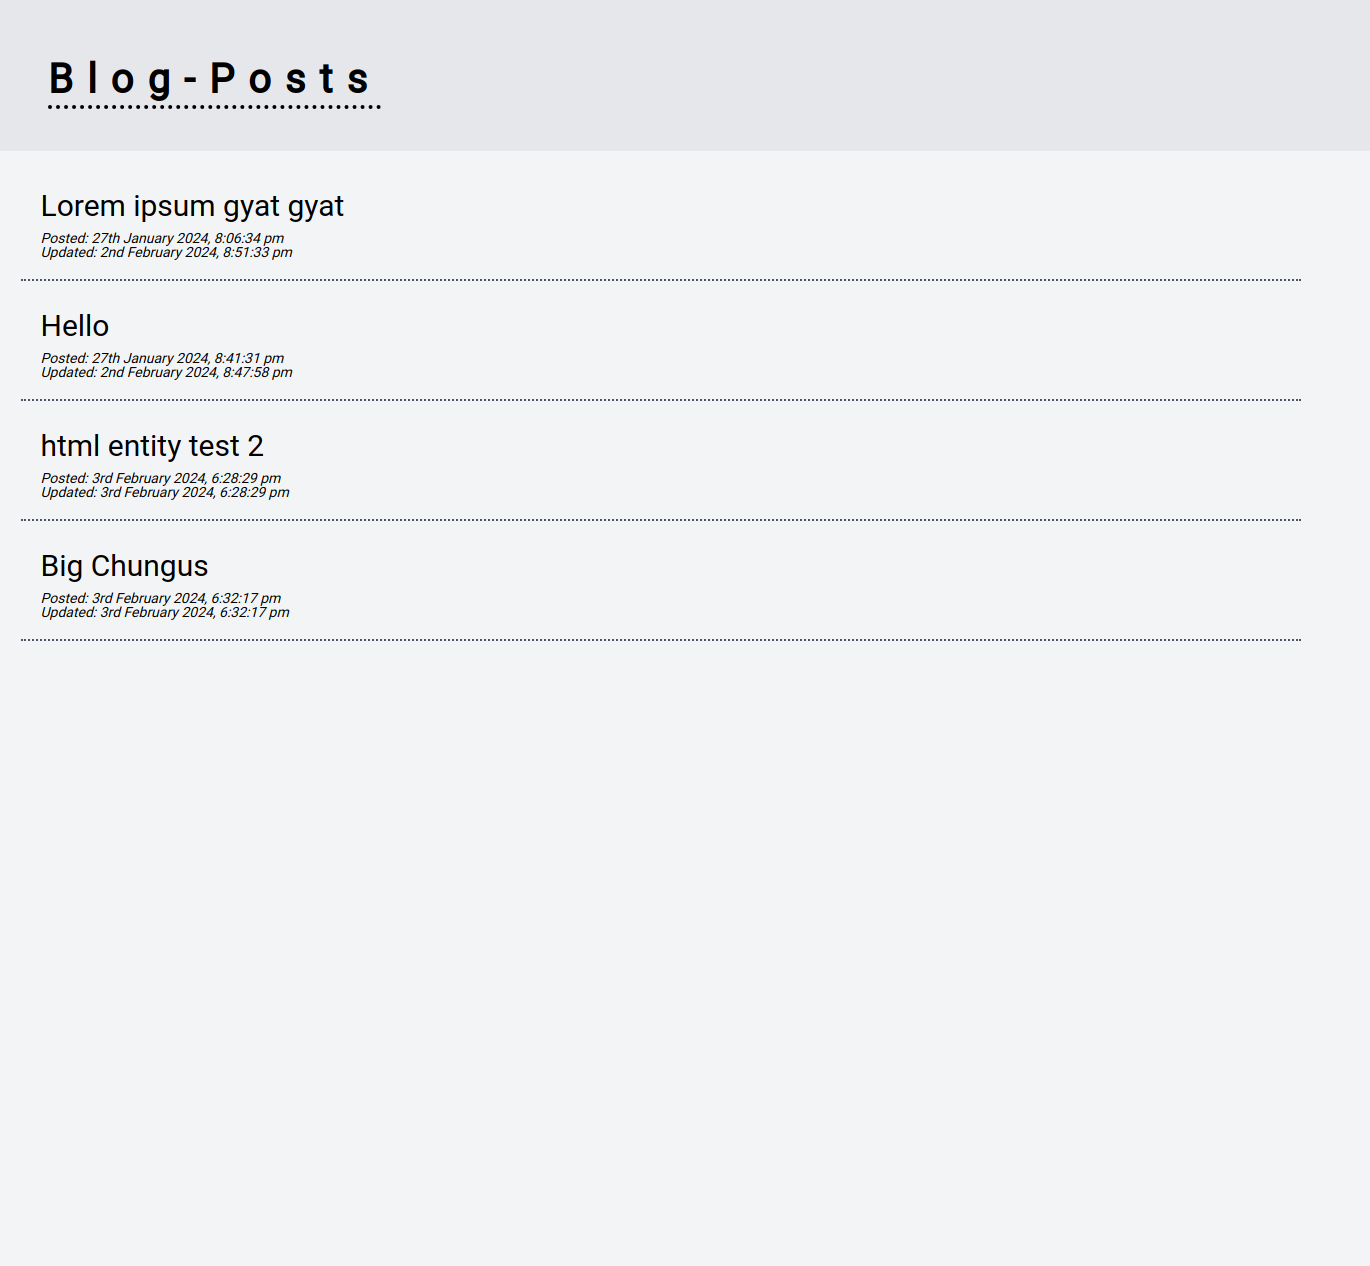 Blog-Posts
Lorem ipsum gyat gyat
Posted: 27th January 2024, 8:06:34 pm
Updated: 2nd February 2024, 8:51:33 pm
Hello
Posted: 27th January 2024, 8:41:31 pm
Updated: 2nd February 2024, 8:47:58 pm
html entity test 2
Posted: 3rd February 2024, 6:28:29 pm
Updated: 3rd February 2024, 6:28:29 pm
Big Chungus
Posted: 3rd February 2024, 6:32:17 pm
Updated: 3rd February 2024, 6:32:17 pm